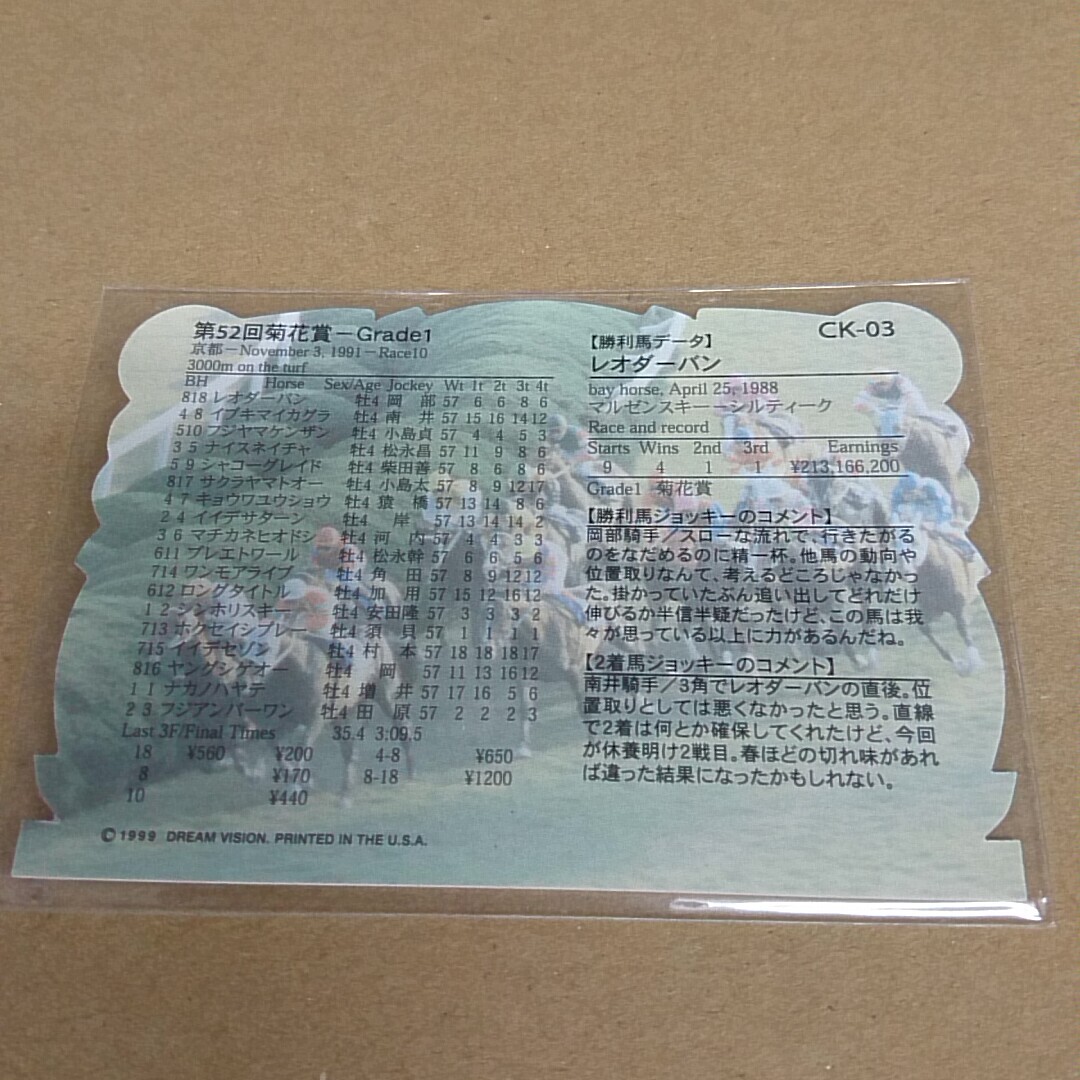 第52回菊花賞－Grade1
京都－November 3, 1991－Race10
3000m on the turf
BH Horse Sex/Age Jockey Wt 1t 2t 3t 4t
818 レオダーバン 牡4 岡部 57 6 6 8 6
4 8 イブキマイカグラ 牡4 南井 57 15 16 14 12
510 フジヤマケンザン 牡4 小島貞 57 4 4 5 3
3 5 ナイスネイチャ 牡4 松永昌 57 11 9 8 6
5 9 シャコーグレイド 牡4 柴田善 57 8 6 8 6
817 サクラヤマトオー 牡4 小島太 57 8 9 12 17
4 7 キョウワユウショウ 牡4 猿橋 57 13 14 8 6
2 4 イイデサターン 牡4 岸 57 13 14 14 2
3 6 マチカネヒオドシ 牡4 河内 57 4 4 3 3
611 プレエトワール 牡4 松永幹 57 6 6 5 6
714 ワンモアライブ 牡4 角田 57 8 9 12 12
612 ロングタイトル 牡4 加用 57 15 12 16 12
1 2 シンホリスキー 牡4 安田隆 57 3 3 3 2
713 ホクセイシプレー 牡4 須貝 57 1 1 1 1
715 イイデセゾン 牡4 村本 57 18 18 18 17
816 ヤングシゲオー 牡4 岡 57 11 13 16 12
1 1 ナカノハヤテ 牡4 増井 57 17 16 5 6
2 3 フジアンバーワン 牡4 田原 57 2 2 2 3
Last 3F/Final Times 35.4 3:09.5
18 ¥560 ¥200 4-8 ¥650
8 ¥170 8-18 ¥1200
10 ¥440
©1999 DREAM VISION. PRINTED IN THE U.S.A.
CK-03
【勝利馬データ】
レオダーバン
bay horse, April 25, 1988
マルゼンスキー－シルティーク
Race and record
Starts Wins 2nd 3rd Earnings
9 4 1 1 ¥213,166,200
Grade1 菊花賞
【勝利馬ジョッキーのコメント】
岡部騎手／スローな流れで、行きたがる
のをなだめるのに精一杯。他馬の動向や
位置取りなんて、考えるどころじゃなかっ
た。掛かっていたぶん追い出してどれだけ
伸びるか半信半疑だったけど、この馬は我
々が思っている以上に力があるんだね。
【2着馬ジョッキーのコメント】
南井騎手／3角でレオダーバンの直後。位
置取りとしては悪くなかったと思う。直線
で2着は何とか確保してくれたけど、今回
が休養明け2戦目。春ほどの切れ味があれ
ば違った結果になったかもしれない。